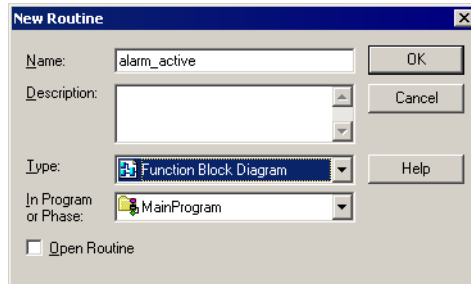 New Routine
Name: alarm_active OK
Description: Cancel
Type: Function Block Diagram Help
In Program
or Phase: MainProgram
Open Routine